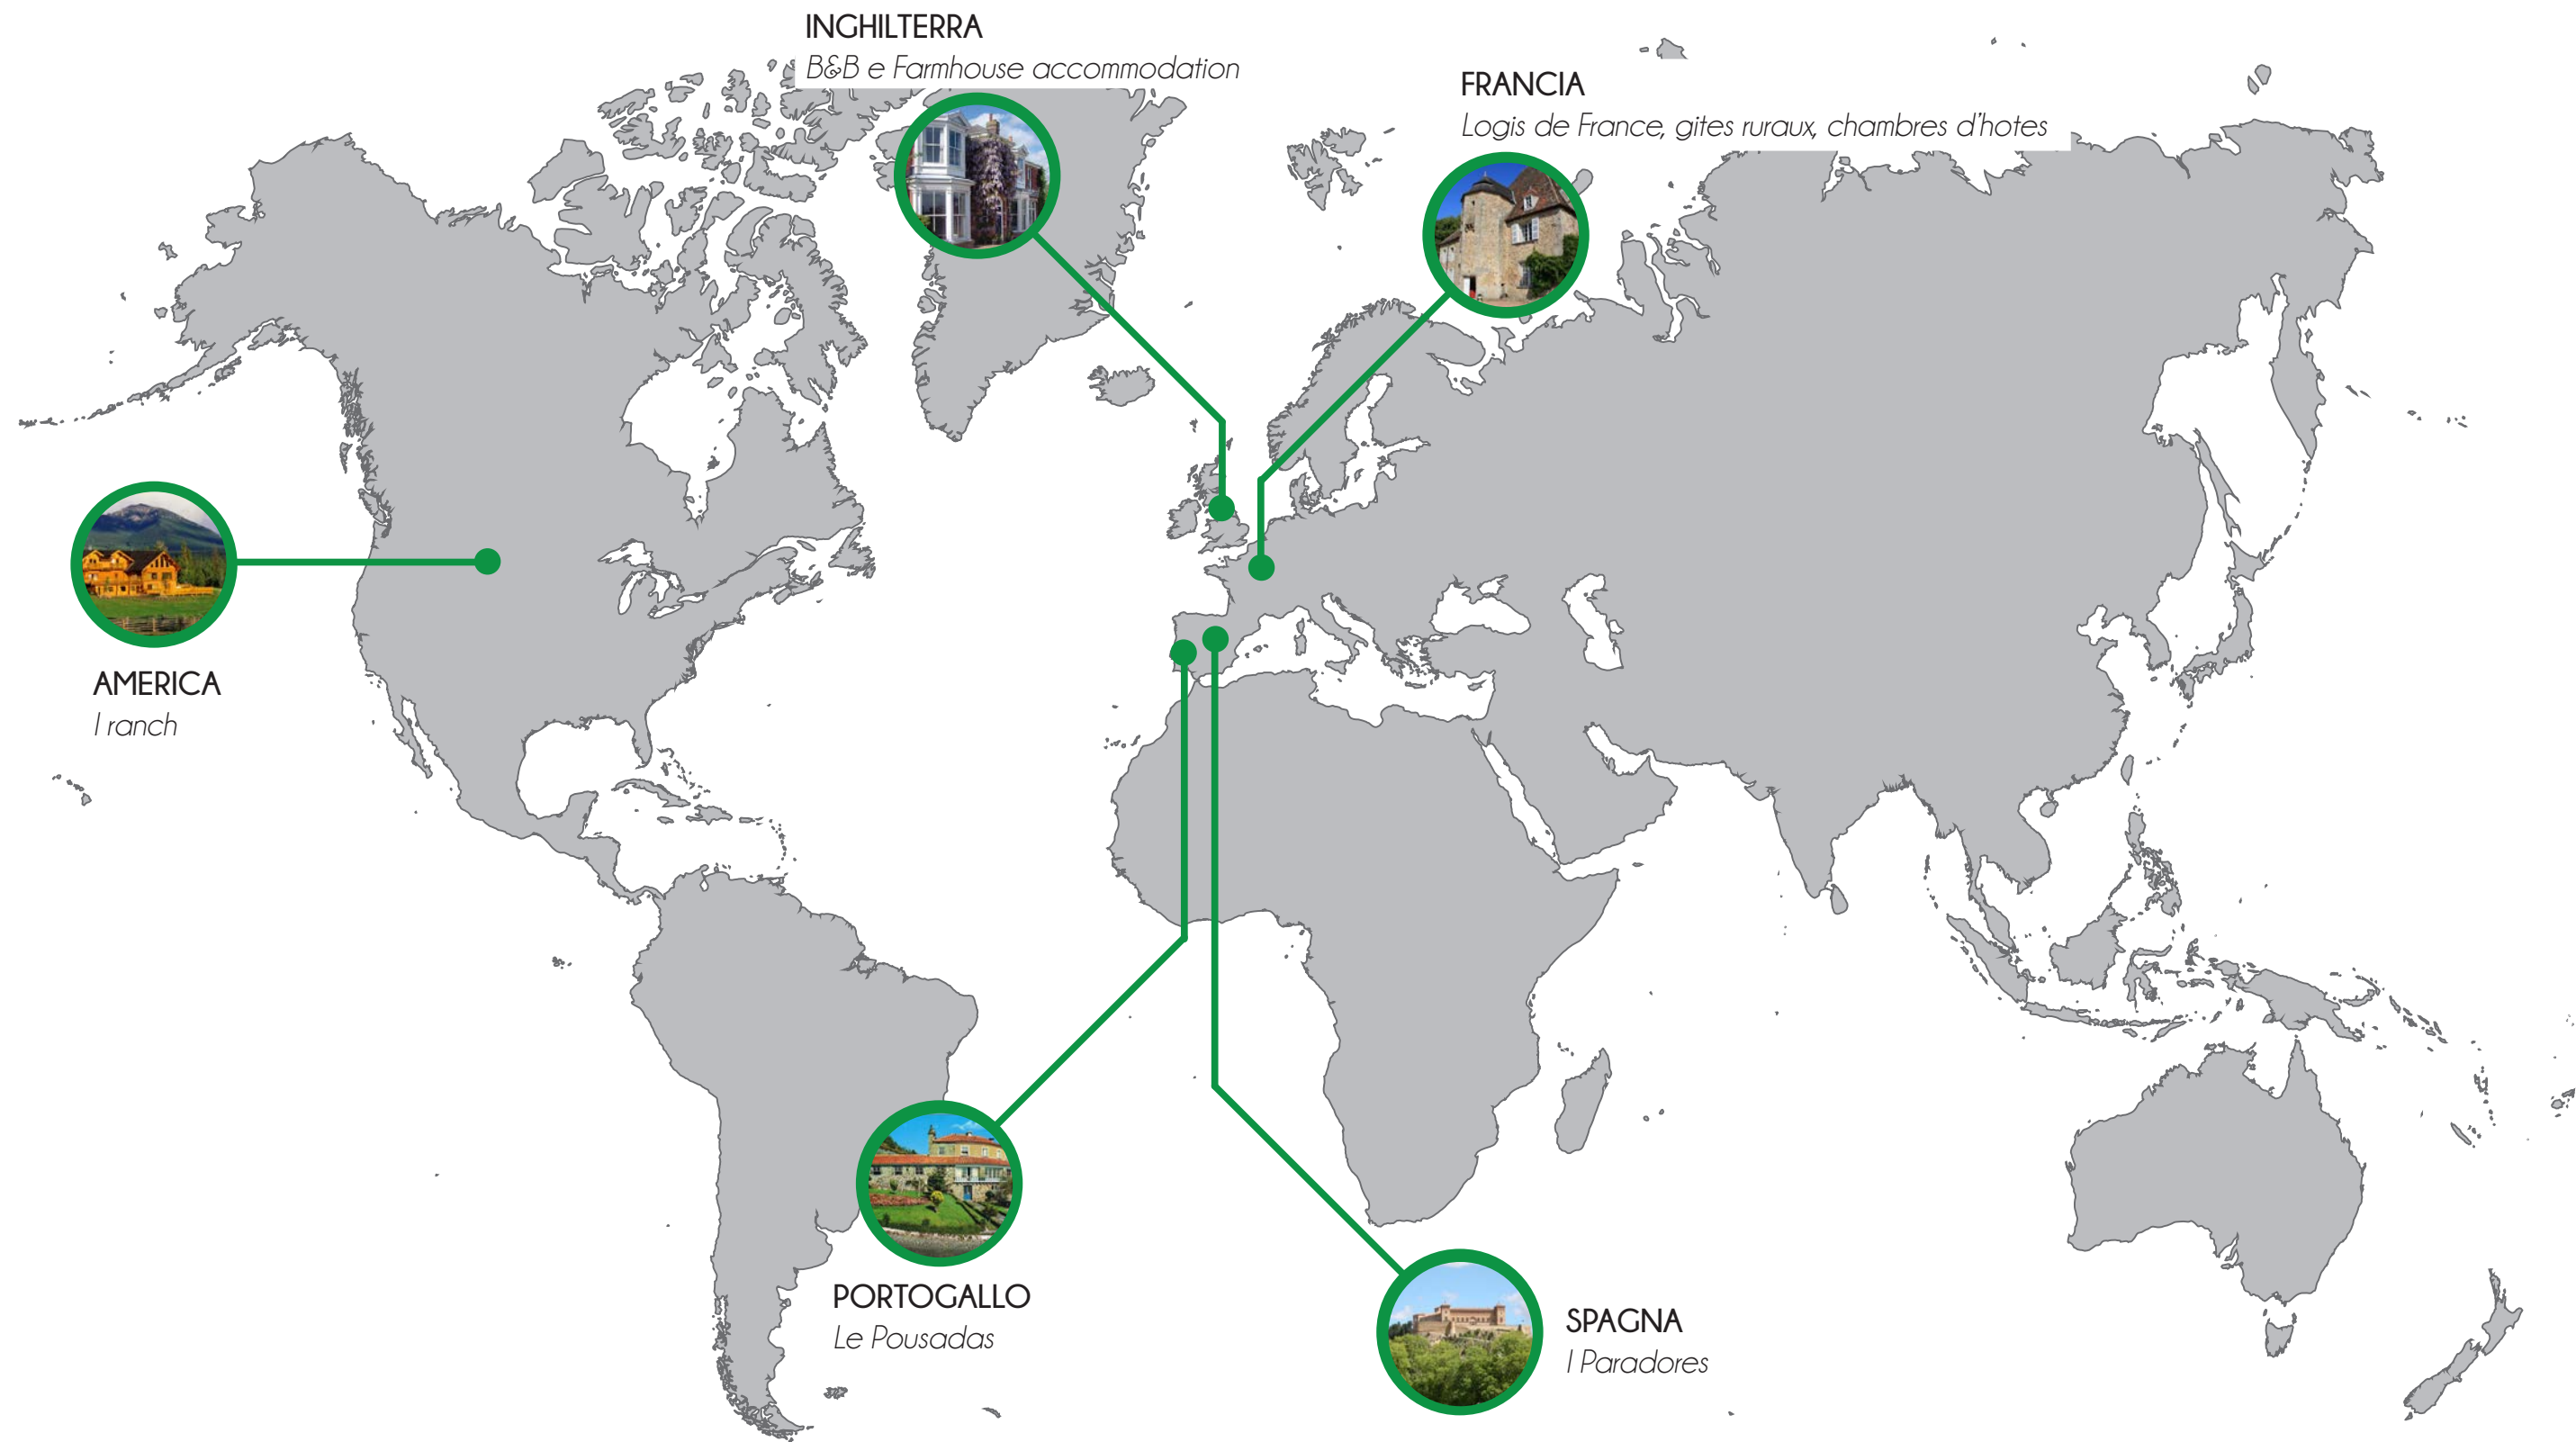 INGHILTERRA
B&B e Farmhouse accommodation
FRANCIA
Logis de France, gites ruraux, chambres d'hotes
AMERICA
I ranch
PORTOGALLO
Le Pousadas
SPAGNA
I Paradores